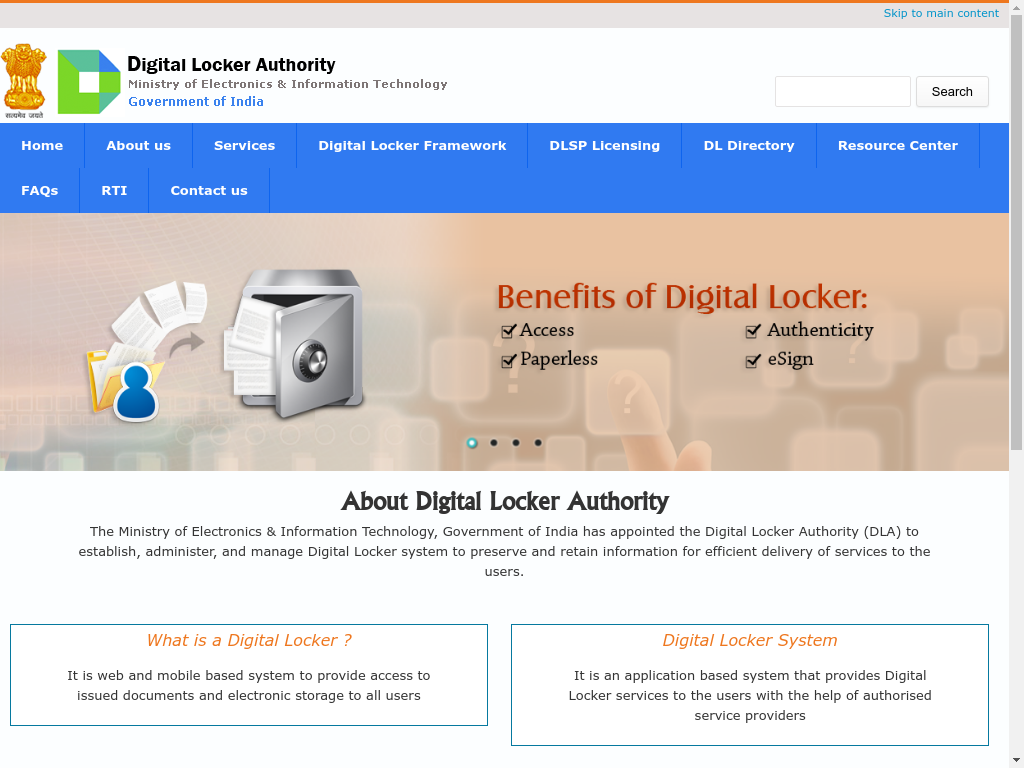 Skip to main content
Digital Locker Authority
Ministry of Electronics & Information Technology
Government of India
सत्यमेव जयते
Search
Home
About us
Services
Digital Locker Framework
DLSP Licensing
DL Directory
Resource Center
FAQs
RTI
Contact us
Benefits of Digital Locker:
Access
Authenticity
Paperless
eSign
About Digital Locker Authority
The Ministry of Electronics & Information Technology, Government of India has appointed the Digital Locker Authority (DLA) to
establish, administer, and manage Digital Locker system to preserve and retain information for efficient delivery of services to the
users.
What is a Digital Locker ?
It is web and mobile based system to provide access to
issued documents and electronic storage to all users
Digital Locker System
It is an application based system that provides Digital
Locker services to the users with the help of authorised
service providers